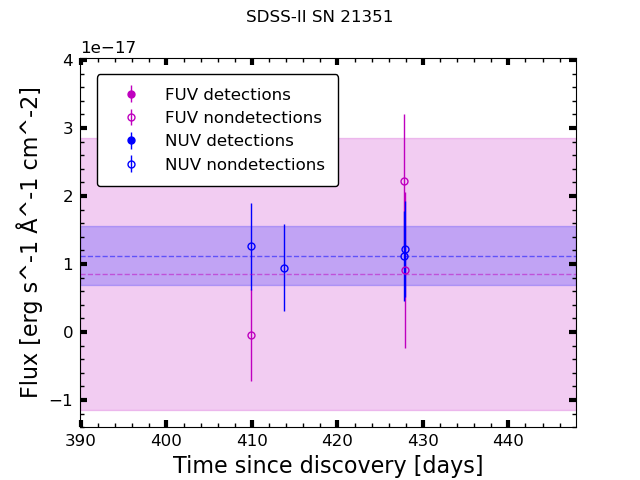 SDSS-II SN 21351
1e−17
FUV detections
FUV nondetections
NUV detections
NUV nondetections
4
3
2
1
0
−1
390 400 410 420 430 440
Time since discovery [days]
Flux [erg s^-1 Å^-1 cm^-2]